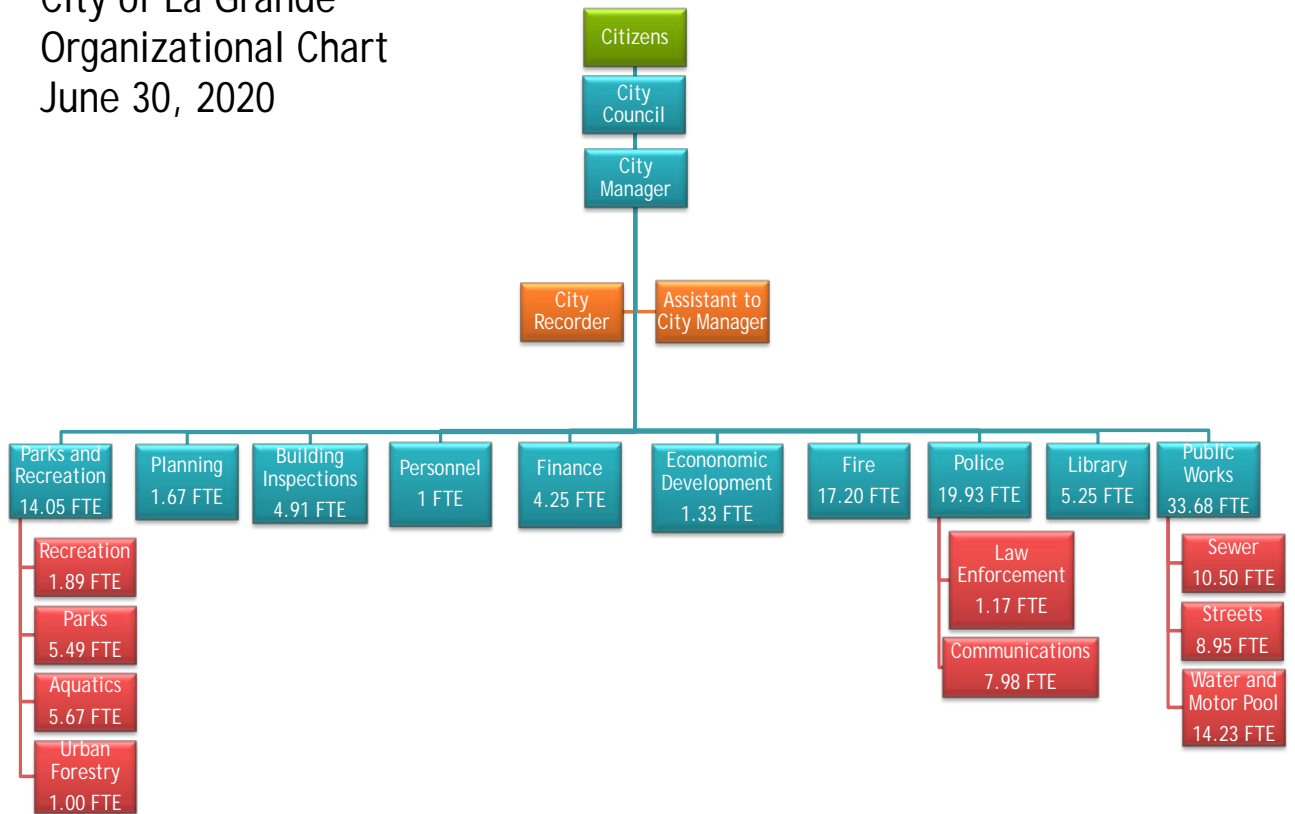 City of La Grande
Organizational Chart
June 30, 2020
Citizens
City
Council
City
Manager
City
Recorder
Assistant to
City Manager
Parks and
Recreation
14.05 FTE
Planning
1.67 FTE
Building
Inspections
4.91 FTE
Personnel
1 FTE
Finance
4.25 FTE
Econonomic
Development
1.33 FTE
Fire
17.20 FTE
Police
19.93 FTE
Library
5.25 FTE
Public
Works
33.68 FTE
Recreation
1.89 FTE
Parks
5.49 FTE
Aquatics
5.67 FTE
Urban
Forestry
1.00 FTE
Law
Enforcement
1.17 FTE
Communications
7.98 FTE
Sewer
10.50 FTE
Streets
8.95 FTE
Water and
Motor Pool
14.23 FTE